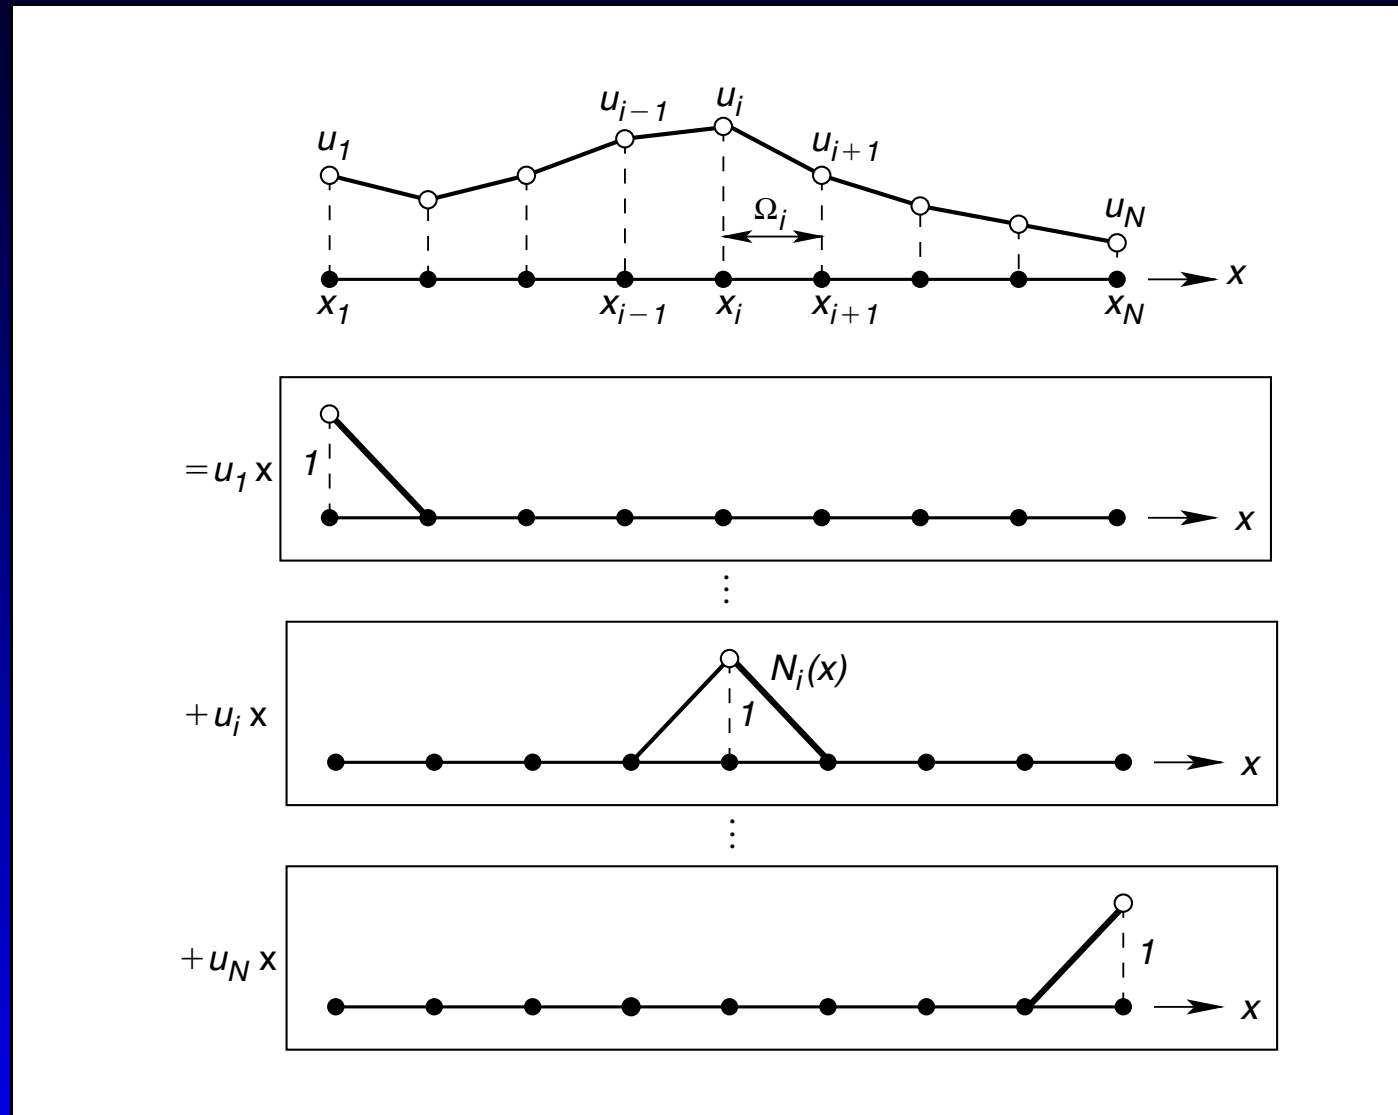 u_{i−1} u_i
u_1 u_{i+1}
Ω_i u_N
x_1 x_{i−1} x_i x_{i+1} x_N x
=u_1 x 1 x
⋮
+u_i x N_i(x) 1 x
⋮
+u_N x 1 x